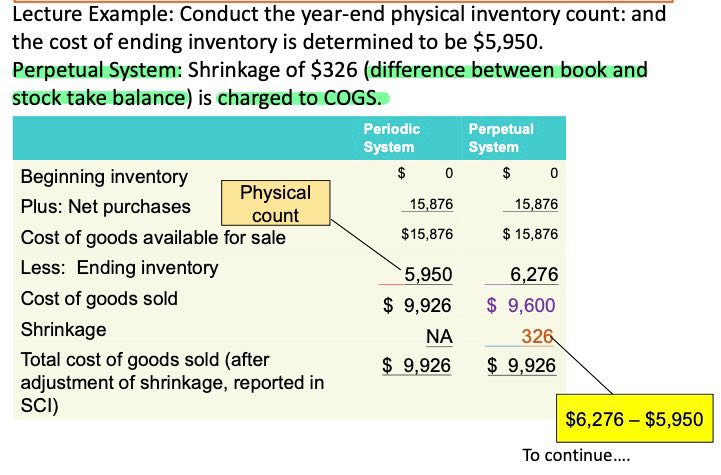 Lecture Example: Conduct the year-end physical inventory count: and
the cost of ending inventory is determined to be $5,950.
Perpetual System: Shrinkage of $326 (difference between book and
stock take balance) is charged to COGS.
Periodic Perpetual
System System
Beginning inventory $ 0 $ 0
Physical
count
Plus: Net purchases 15,876 15,876
Cost of goods available for sale $15,876 $ 15,876
Less: Ending inventory 5,950 6,276
Cost of goods sold $ 9,926 $ 9,600
Shrinkage NA 326
Total cost of goods sold (after $ 9,926 $ 9,926
adjustment of shrinkage, reported in
SCI)
$6,276 – $5,950
To continue....